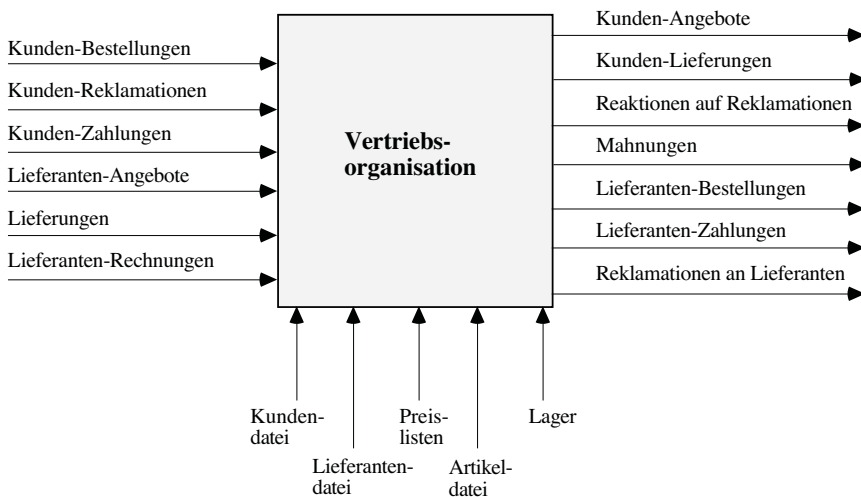 Kunden-Bestellungen
Kunden-Reklamationen
Kunden-Zahlungen
Lieferanten-Angebote
Lieferungen
Lieferanten-Rechnungen
Vertriebs-
organisation
Kunden-Angebote
Kunden-Lieferungen
Reaktionen auf Reklamationen
Mahnungen
Lieferanten-Bestellungen
Lieferanten-Zahlungen
Reklamationen an Lieferanten
Kunden-
datei
Lieferanten-
datei
Preis-
listen
Artikel-
datei
Lager